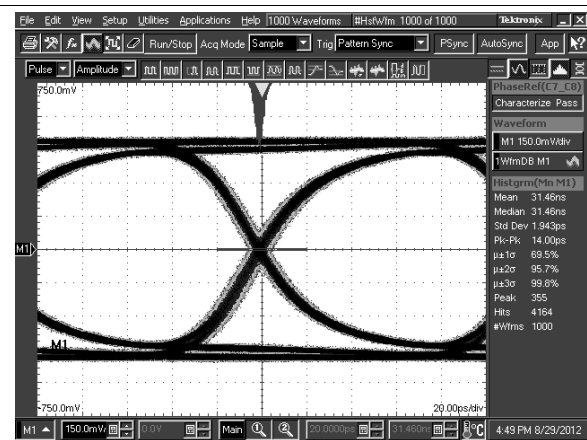 File Edit View Setup Utilities Applications Help 1000 Waveforms #HstWfm 1000 of 1000 Tektronix
Run/Stop Acq Mode Sample Trig Pattern Sync PSync AutoSync App
Pulse Amplitude
750.0mV
PhaseRef(C7_C8)
Characterize Pass
Waveform
M1 150.0mV/div
1 WfmDB M1
Histgrm(Mn M1)
Mean 31.46ns
Median 31.46ns
Std Dev 1.943ps
Pk-Pk 14.00ps
µ±1σ 69.5%
µ±2σ 95.7%
µ±3σ 99.8%
Peak 355
Hits 4164
#Wfms 1000
M1
M1
-750.0mV
20.00ps/div
M1 150.0mV/ 0.0V Main 20.0000ps 31.460n 4:49 PM 8/29/2012